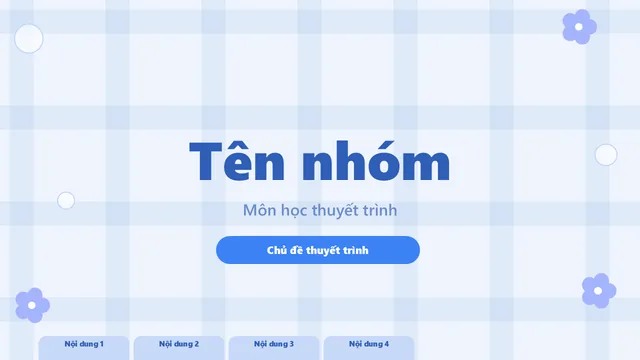 Tên nhóm
Môn học thuyết trình
Chủ đề thuyết trình
Nội dung 1
Nội dung 2
Nội dung 3
Nội dung 4